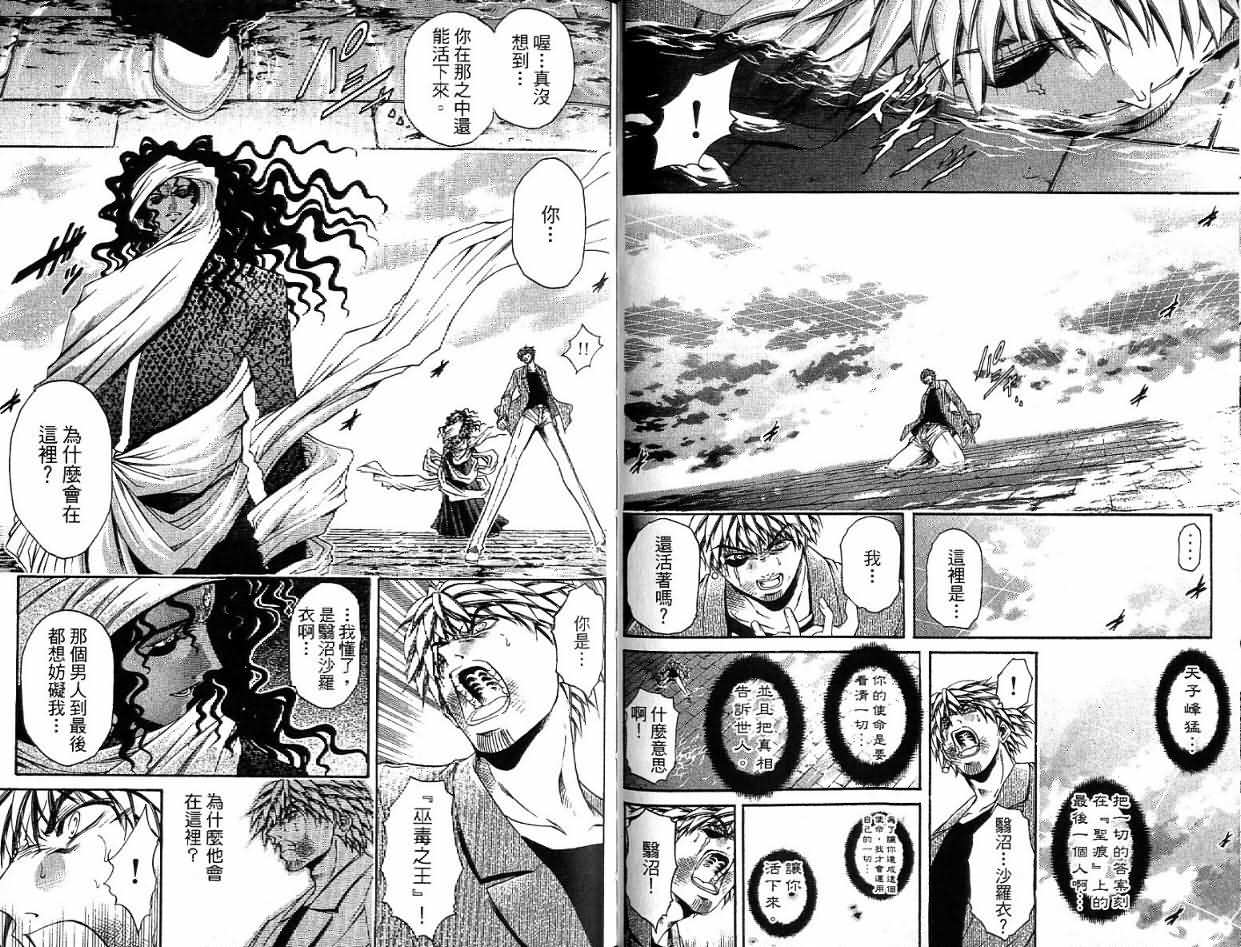 !
‥‥
這裡是…
我…
還活著嗎?
天子峰猛…
把一切的答案刻
在『聖痕』上的
最後一個人啊…
翳沼…沙羅衣?
!
你的使命是要
看清一切…
並且把真相
告訴世人。
什麼意思
啊!
為了讓你達成這個
使命,我才會運用
自己的一切…
讓你
活下來。
翳沼!
喔…真沒
想到…
你在那之中還
能活下來。
你…
!!
為什麼會在
這裡?
你是…
『巫毒之王』!
…我懂了,
是翳沼沙羅
衣啊…
那個男人到最後
都想妨礙我…
為什麼他會
在這裡?
!